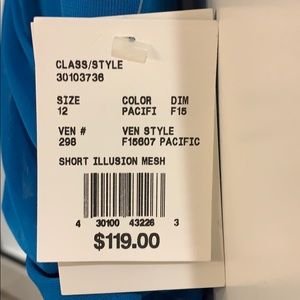 CLASS/STYLE
30103736
SIZE COLOR DIM
12 PACIFI F15
VEN # VEN STYLE
298 F15607 PACIFIC
SHORT ILLUSION MESH
4 30100 43226 3
$119.00